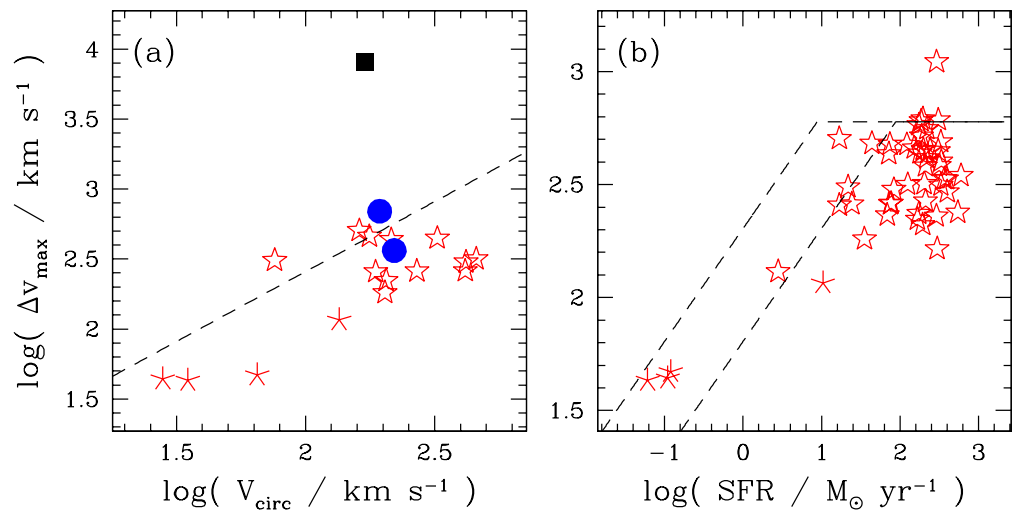 (a)
4
3.5
3
2.5
2
1.5
log( Δv_max / km s⁻¹ )
1.5 2 2.5
log( V_circ / km s⁻¹ )
(b)
3
2.5
2
1.5
−1 0 1 2 3
log( SFR / M_⊙ yr⁻¹ )